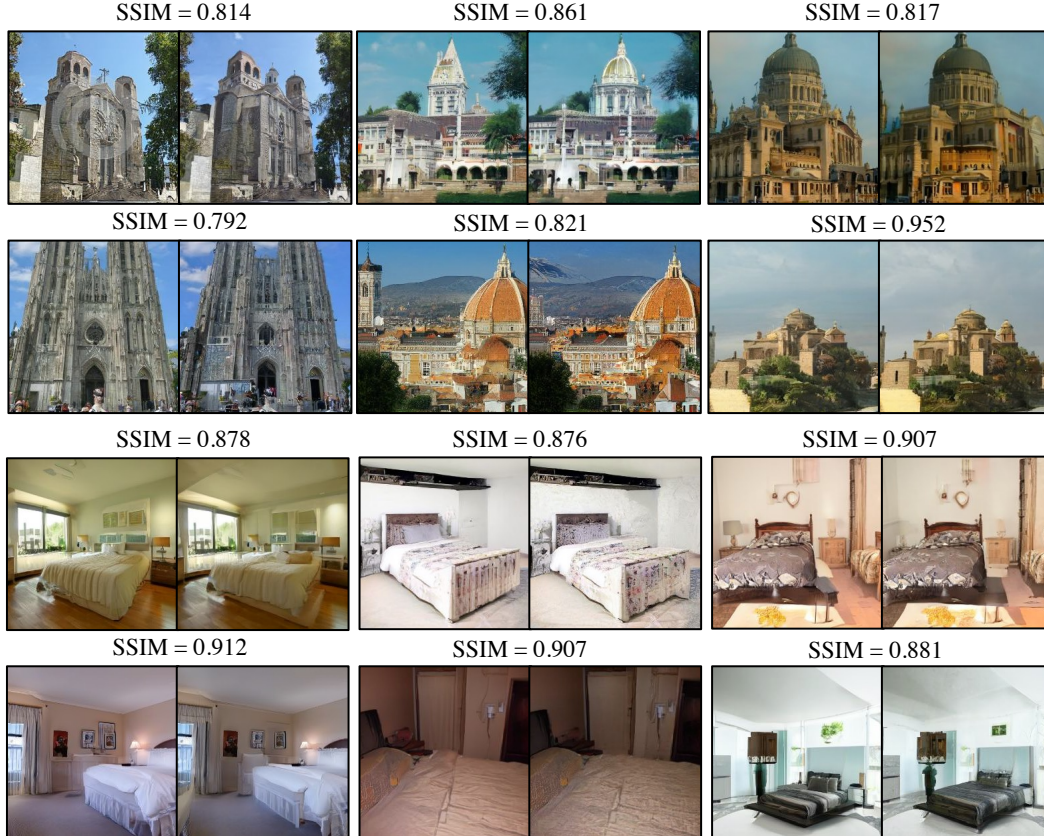 SSIM = 0.814
SSIM = 0.861
SSIM = 0.817
SSIM = 0.792
SSIM = 0.821
SSIM = 0.952
SSIM = 0.878
SSIM = 0.876
SSIM = 0.907
SSIM = 0.912
SSIM = 0.907
SSIM = 0.881